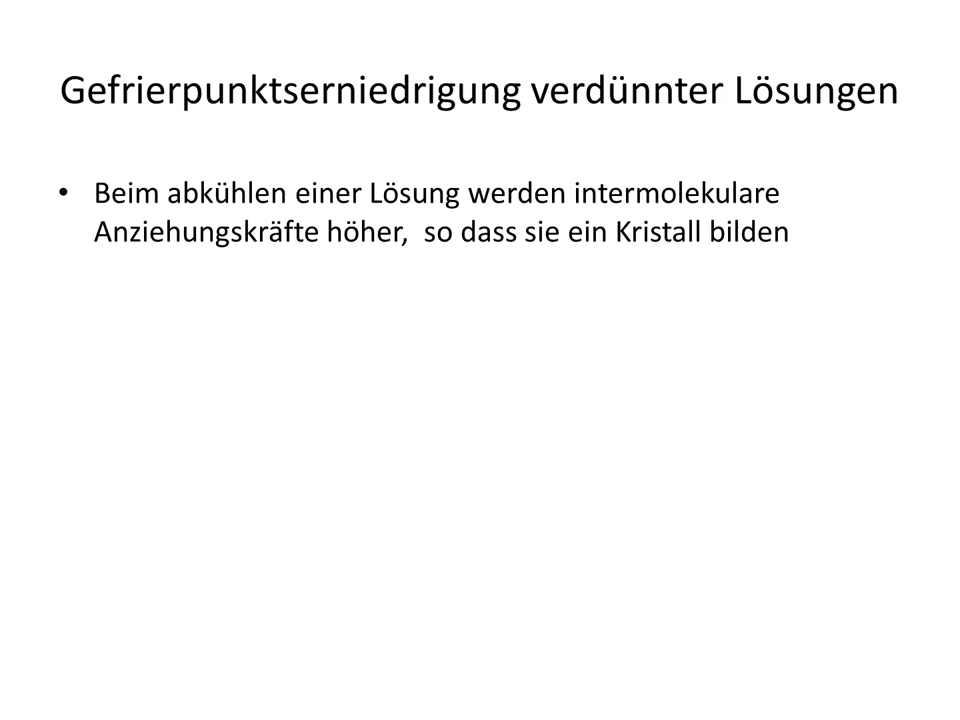 Gefrierpunktserniedrigung verdünnter Lösungen
• Beim abkühlen einer Lösung werden intermolekulare
Anziehungskräfte höher,  so dass sie ein Kristall bilden